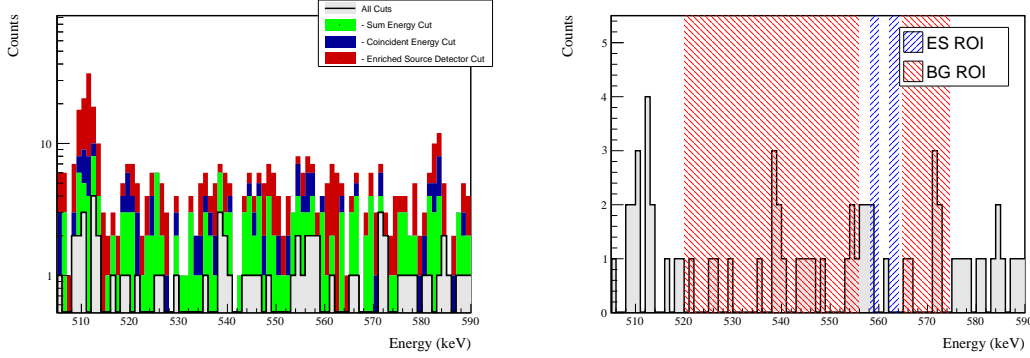 Counts
All Cuts
- Sum Energy Cut
- Coincident Energy Cut
- Enriched Source Detector Cut
10
1
510 520 530 540 550 560 570 580 590
Energy (keV)
Counts
ES ROI
BG ROI
5
4
3
2
1
0
510 520 530 540 550 560 570 580 590
Energy (keV)